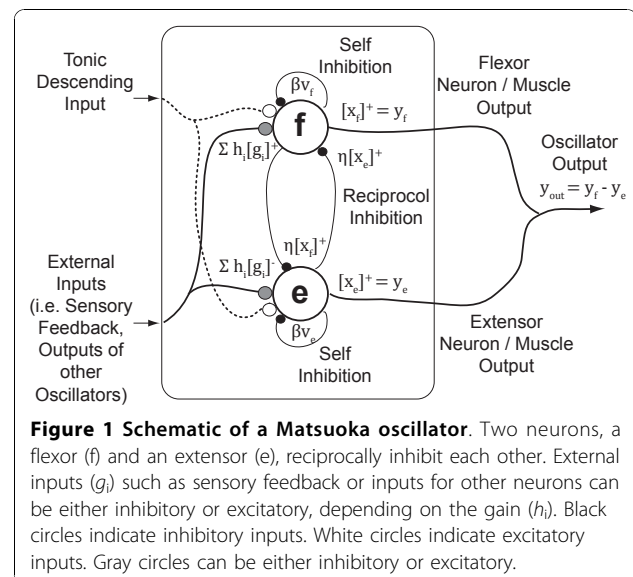 Tonic
Descending
Input
Self
Inhibition
βv_f
f
[x_f]⁺ = y_f
Flexor
Neuron / Muscle
Output
Σ h_i[g_i]⁺
η[x_e]⁺
Oscillator
Output
y_out = y_f - y_e
Reciprocol
Inhibition
External
Inputs
(i.e. Sensory
Feedback,
Outputs of
other
Oscillators)
Σ h_i[g_i]⁻
η[x_f]⁺
e
[x_e]⁺ = y_e
βv_e
Self
Inhibition
Extensor
Neuron / Muscle
Output
Figure 1 Schematic of a Matsuoka oscillator. Two neurons, a
flexor (f) and an extensor (e), reciprocally inhibit each other. External
inputs (g_i) such as sensory feedback or inputs for other neurons can
be either inhibitory or excitatory, depending on the gain (h_i). Black
circles indicate inhibitory inputs. White circles indicate excitatory
inputs. Gray circles can be either inhibitory or excitatory.